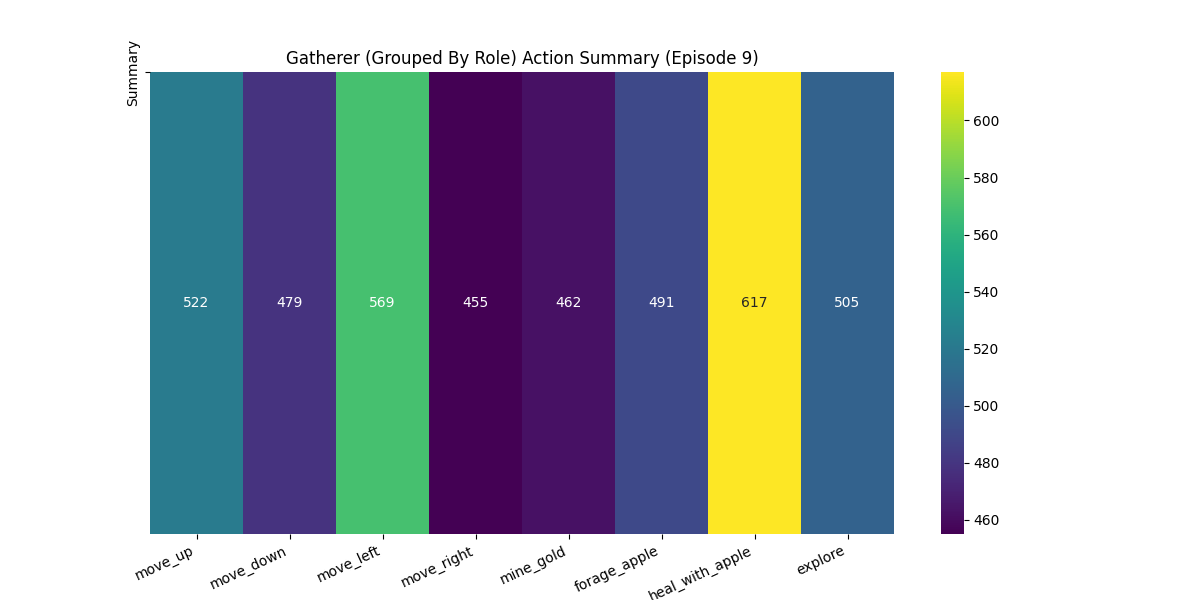 Gatherer (Grouped By Role) Action Summary (Episode 9)
Summary
522 479 569 455 462 491 617 505
move_up move_down move_left move_right mine_gold forage_apple heal_with_apple explore
600
580
560
540
520
500
480
460